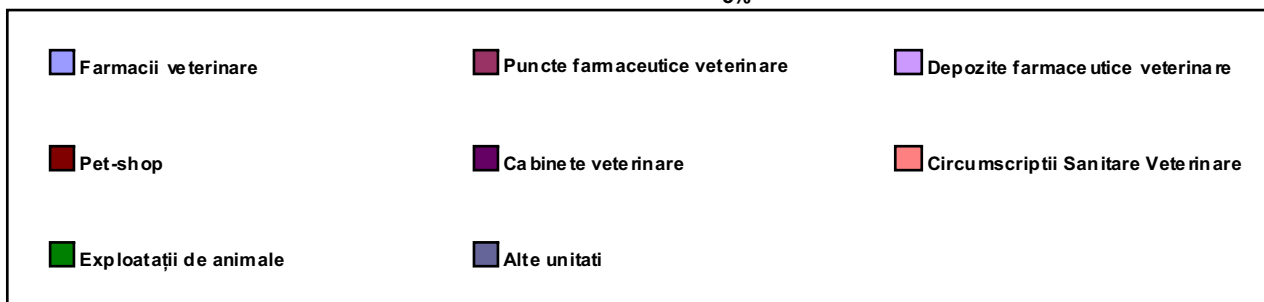 Farmacii veterinare
Puncte farmaceutice veterinare
Depozite farmaceutice veterinare
Pet-shop
Cabinete veterinare
Circumscriptii Sanitare Veterinare
Exploatații de animale
Alte unitati